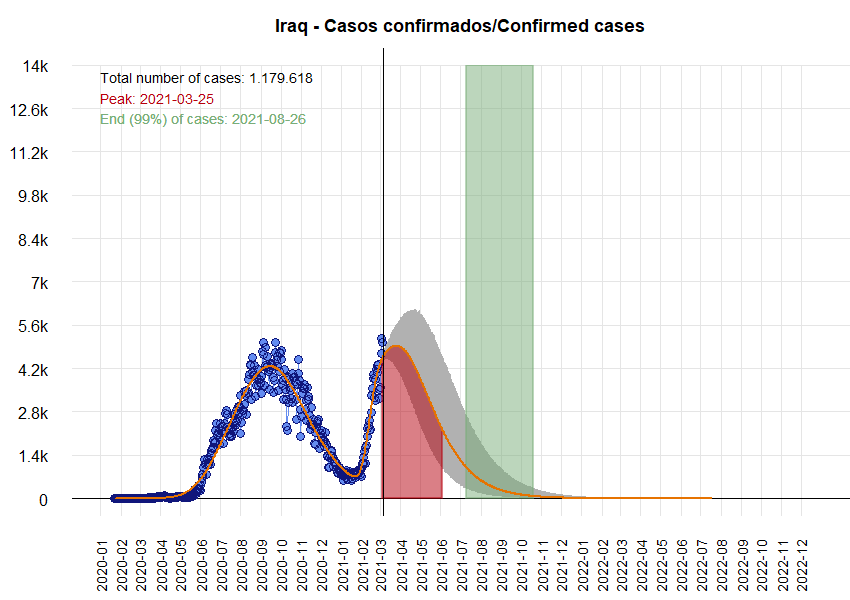 Iraq - Casos confirmados/Confirmed cases
Total number of cases: 1.179.618
Peak: 2021-03-25
End (99%) of cases: 2021-08-26
14k
12.6k
11.2k
9.8k
8.4k
7k
5.6k
4.2k
2.8k
1.4k
0
2020-01
2020-02
2020-03
2020-04
2020-05
2020-06
2020-07
2020-08
2020-09
2020-10
2020-12
2021-01
2021-02
2021-03
2021-04
2021-05
2021-06
2021-07
2021-08
2021-09
2021-10
2021-11
2021-12
2022-02
2022-03
2022-04
2022-05
2022-06
2022-07
2022-08
2022-09
2022-10
2022-11
2022-12